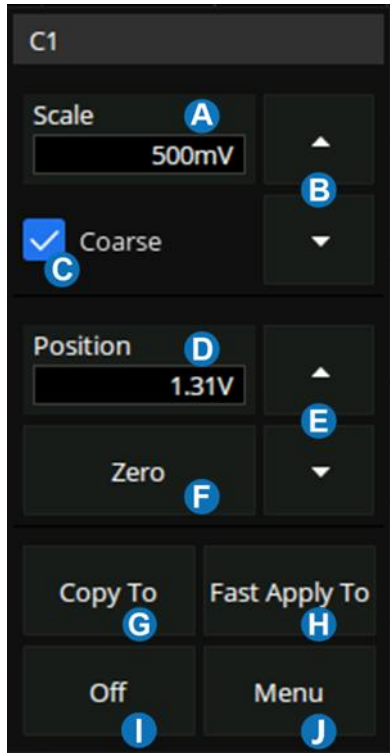 C1
Scale
A
500mV
B
Coarse
C
Position
D
1.31V
E
Zero
F
Copy To
Fast Apply To
G
H
Off
Menu
I
J